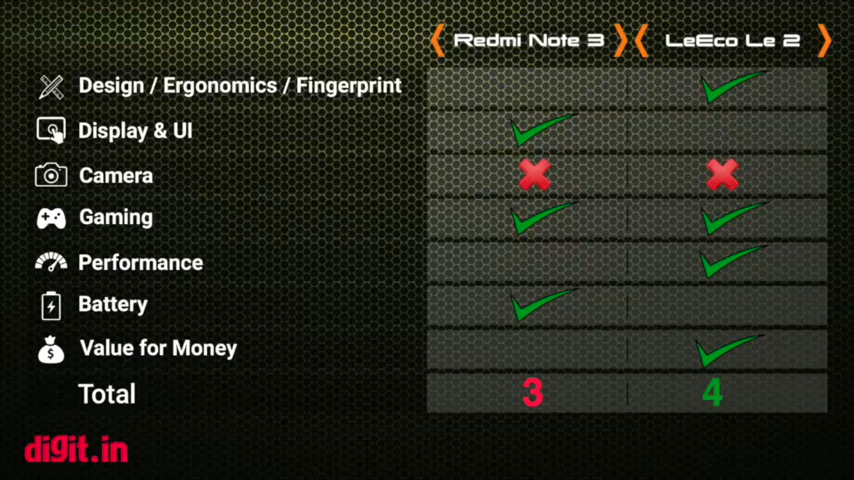 Redmi Note 3 LeEco Le 2
Design / Ergonomics / Fingerprint
Display & UI
Camera
Gaming
Performance
Battery
$ Value for Money
Total 3 4
digit.in